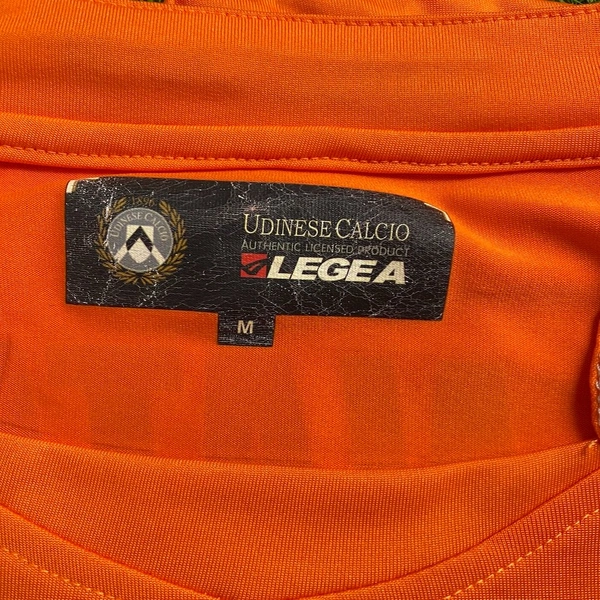 1896
UDINESE CALCIO
UDINESE CALCIO
AUTHENTIC LICENSED PRODUCT
LEGEA
M